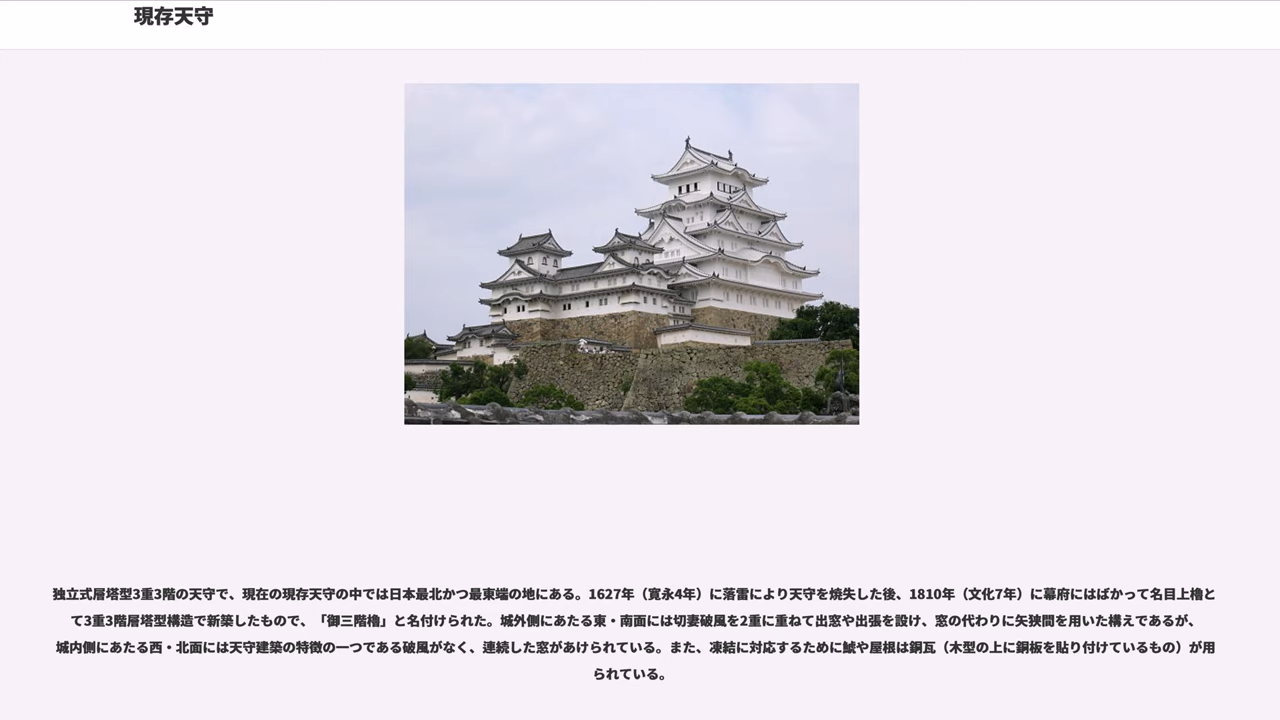 現存天守
独立式層塔型3重3階の天守で、現在の現存天守の中では日本最北かつ最東端の地にある。1627年（寛永4年）に落雷により天守を焼失した後、1810年（文化7年）に幕府にはばかって名目上櫓と
て3重3階層塔型構造で新築したもので、「御三階櫓」と名付けられた。城外側にあたる東・南面には切妻破風を2重に重ねて出窓や出張を設け、窓の代わりに矢狭間を用いた構えであるが、
城内側にあたる西・北面には天守建築の特徴の一つである破風がなく、連続した窓があけられている。また、凍結に対応するために鯱や屋根は銅瓦（木型の上に銅板を貼り付けているもの）が用
られている。